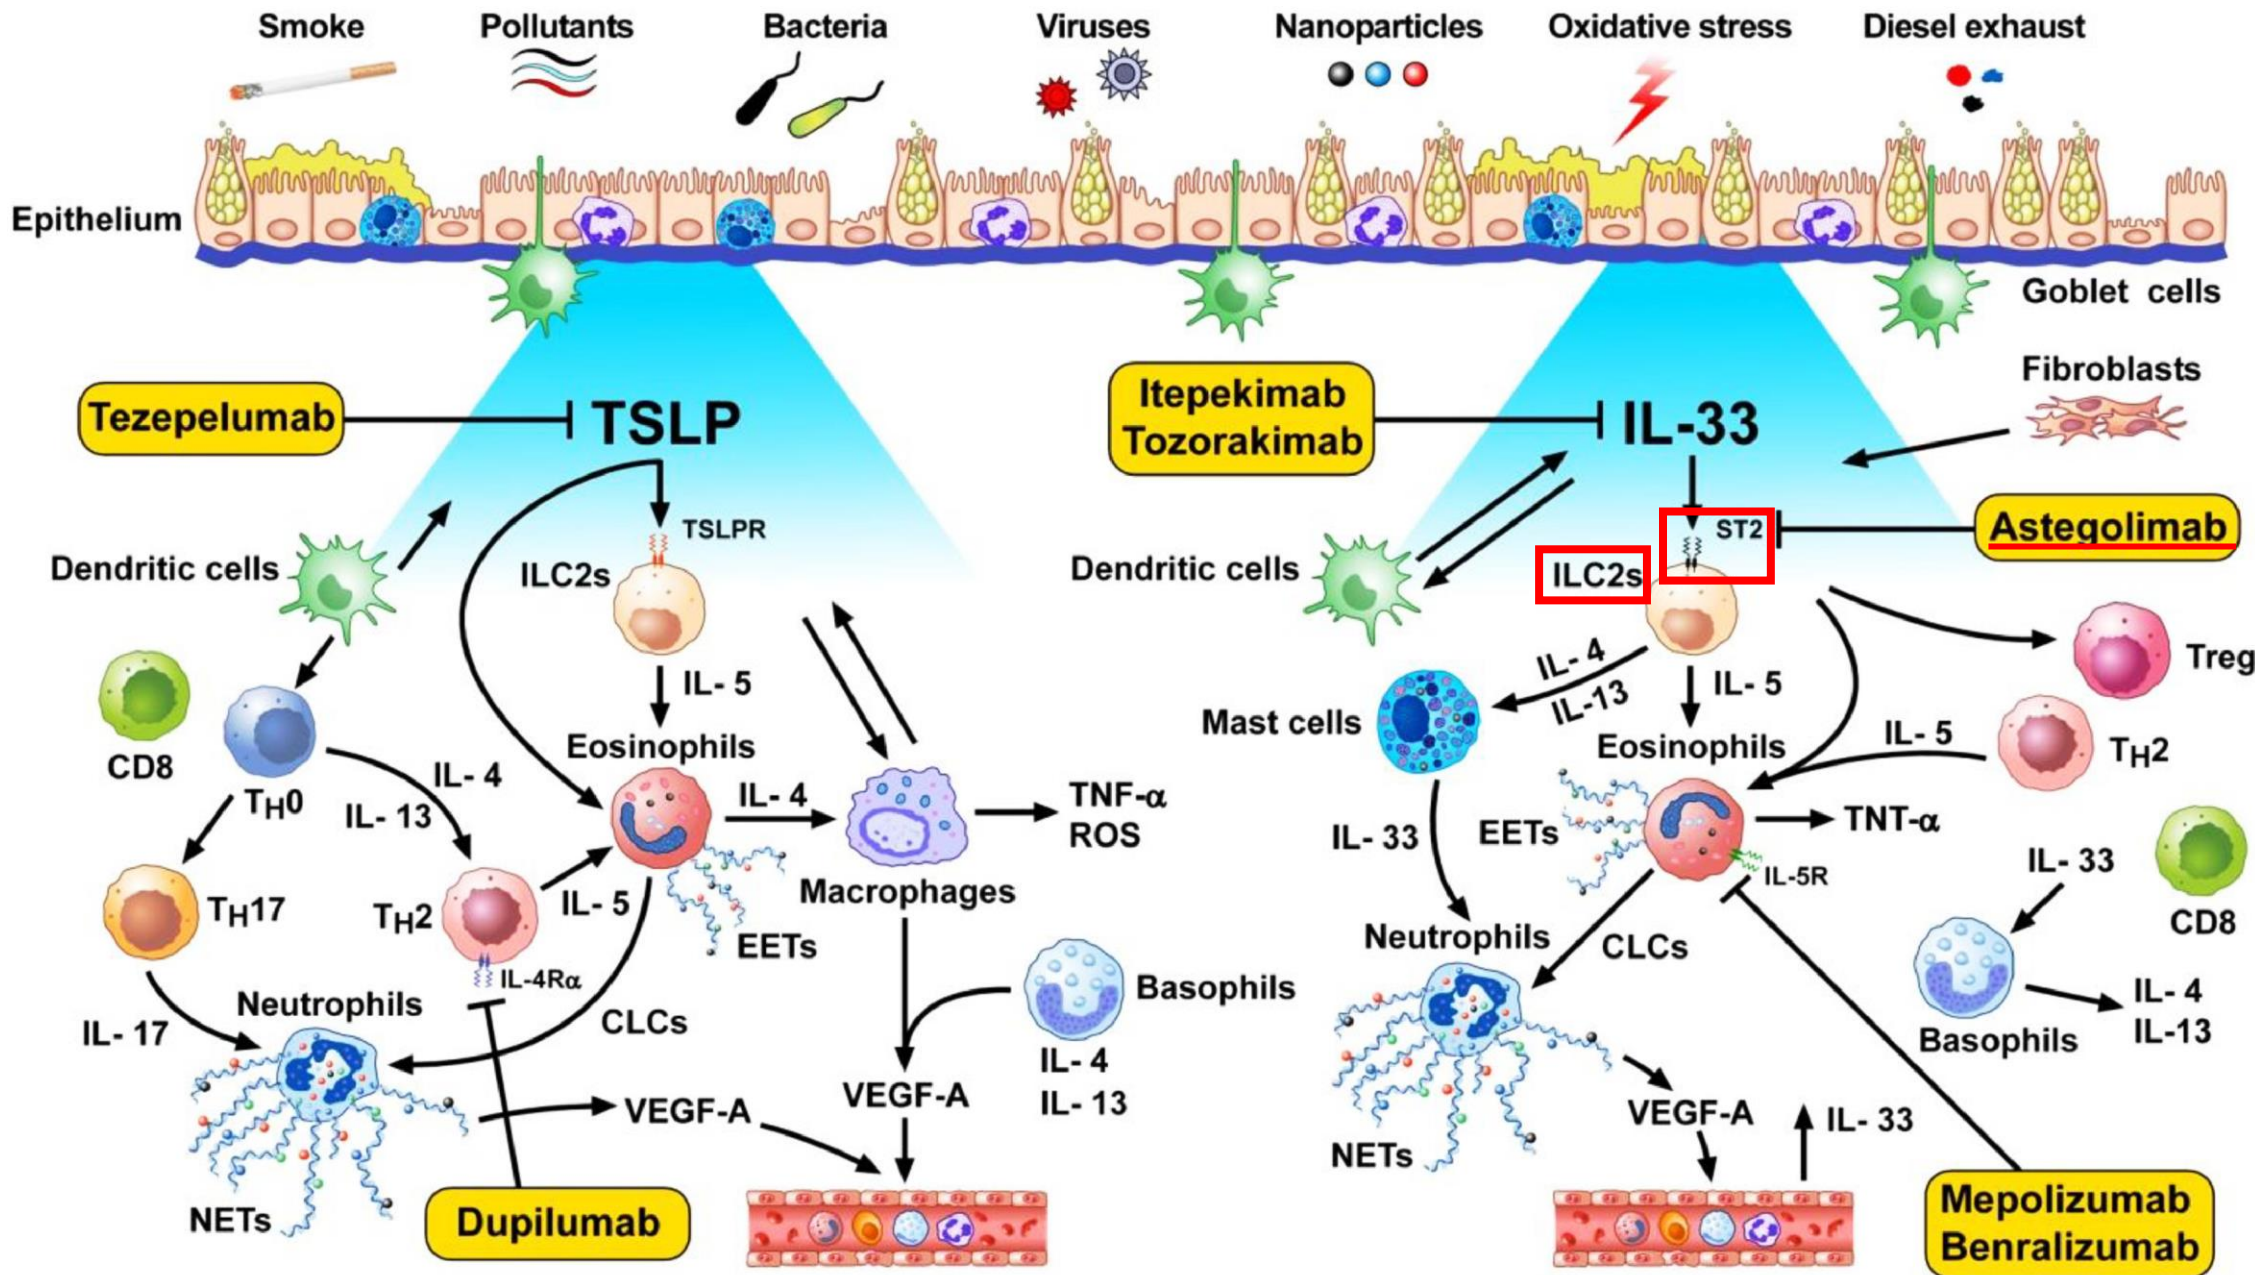 Smoke
Pollutants
Bacteria
Viruses
Nanoparticles
Oxidative stress
Diesel exhaust
Epithelium
Goblet cells
Fibroblasts
Tezepelumab
TSLP
Itepekimab
Tozorakimab
IL-33
Astegolimab
TSLPR
ST2
Dendritic cells
ILC2s
Dendritic cells
ILC2s
IL- 5
IL- 4
IL-13
IL- 5
Treg
CD8
TH0
Eosinophils
Mast cells
Eosinophils
IL- 5
TH2
IL- 4
IL- 13
IL- 4
TNF-α
ROS
IL- 33
EETs
TNT-α
IL-5R
IL- 33
CD8
TH17
TH2
IL- 5
Macrophages
EETs
IL-4Rα
Neutrophils
IL- 17
CLCs
Basophils
IL- 4
IL- 13
Neutrophils
CLCs
Basophils
IL- 4
IL-13
VEGF-A
VEGF-A
NETs
Dupilumab
NETs
VEGF-A
IL- 33
Mepolizumab
Benralizumab